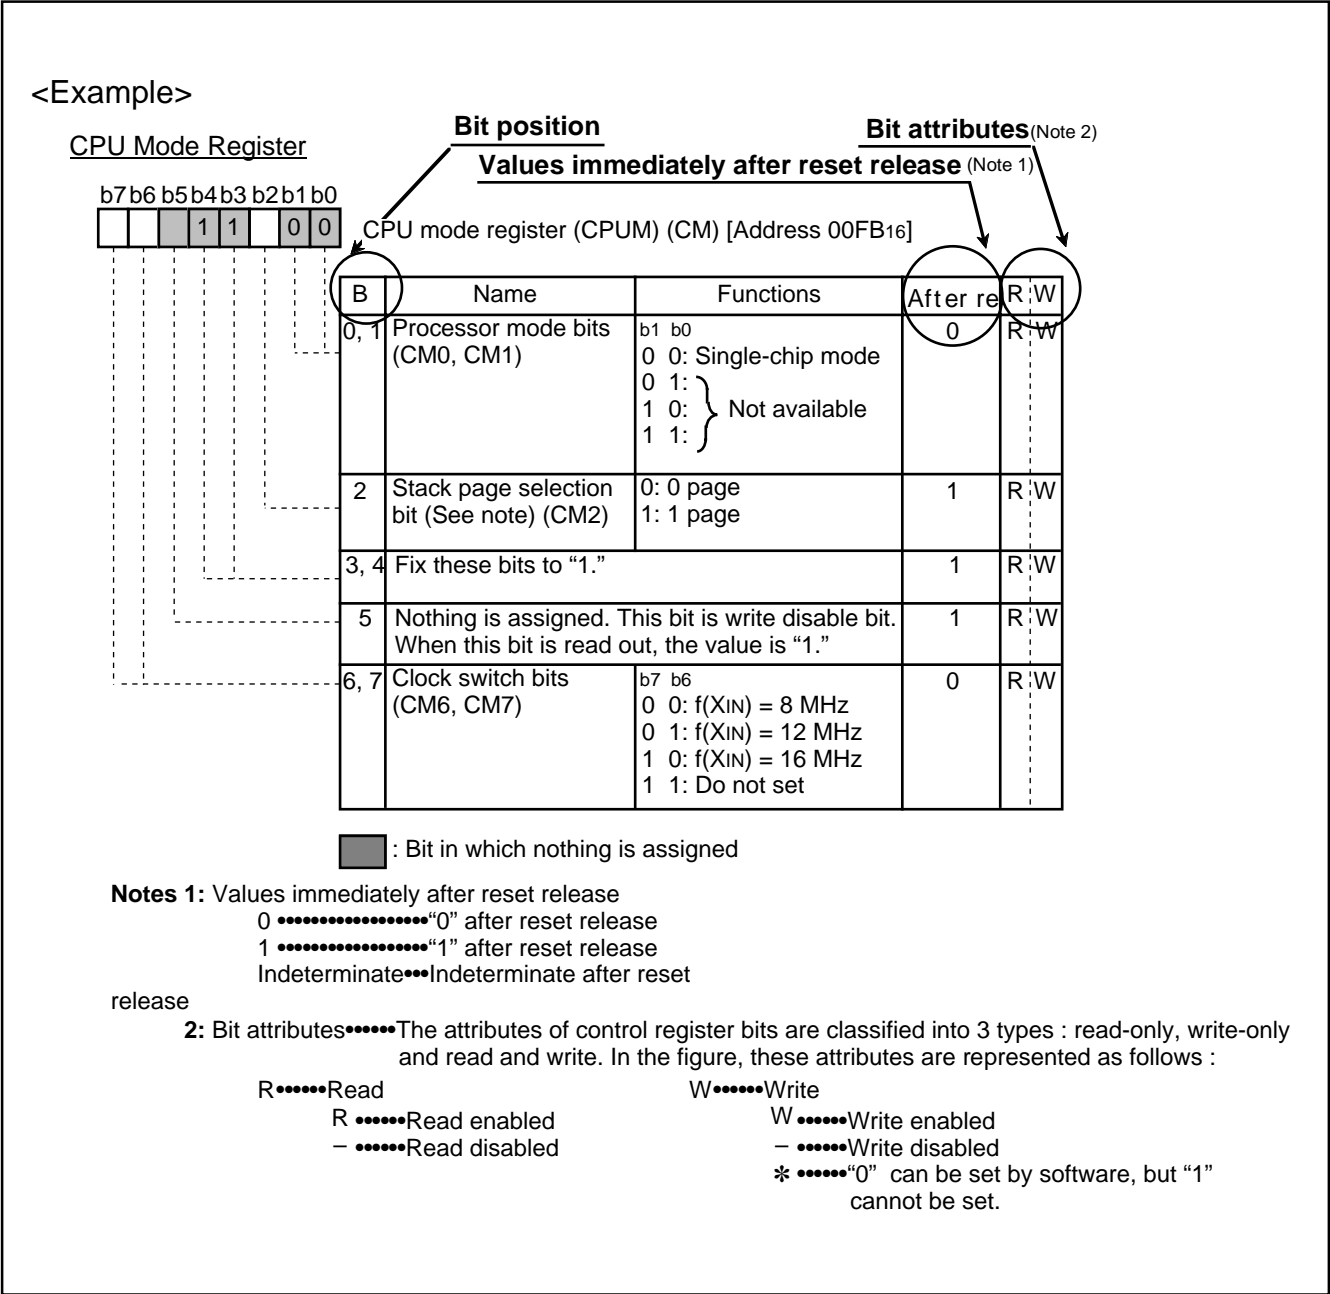 <Example>
Bit position
Bit attributes(Note 2)
CPU Mode Register
Values immediately after reset release (Note 1)
b7 b6 b5 b4 b3 b2 b1 b0
1 1 0 0
CPU mode register (CPUM) (CM) [Address 00FB16]
B Name Functions After re R W
0, 1 Processor mode bits b1 b0 0 R W
(CM0, CM1) 0 0: Single-chip mode
0 1:
1 0: Not available
1 1:
2 Stack page selection 0: 0 page 1 R W
bit (See note) (CM2) 1: 1 page
3, 4 Fix these bits to “1.” 1 R W
5 Nothing is assigned. This bit is write disable bit. 1 R W
When this bit is read out, the value is “1.”
6, 7 Clock switch bits b7 b6 0 R W
(CM6, CM7) 0 0: f(XIN) = 8 MHz
0 1: f(XIN) = 12 MHz
1 0: f(XIN) = 16 MHz
1 1: Do not set
: Bit in which nothing is assigned
Notes 1: Values immediately after reset release
0 ••••••••••••••••••“0” after reset release
1 ••••••••••••••••••“1” after reset release
Indeterminate•••Indeterminate after reset
release
2: Bit attributes••••••The attributes of control register bits are classified into 3 types : read-only, write-only
and read and write. In the figure, these attributes are represented as follows :
R••••••Read W••••••Write
R ••••••Read enabled W ••••••Write enabled
– ••••••Read disabled – ••••••Write disabled
✻ ••••••“0” can be set by software, but “1”
cannot be set.